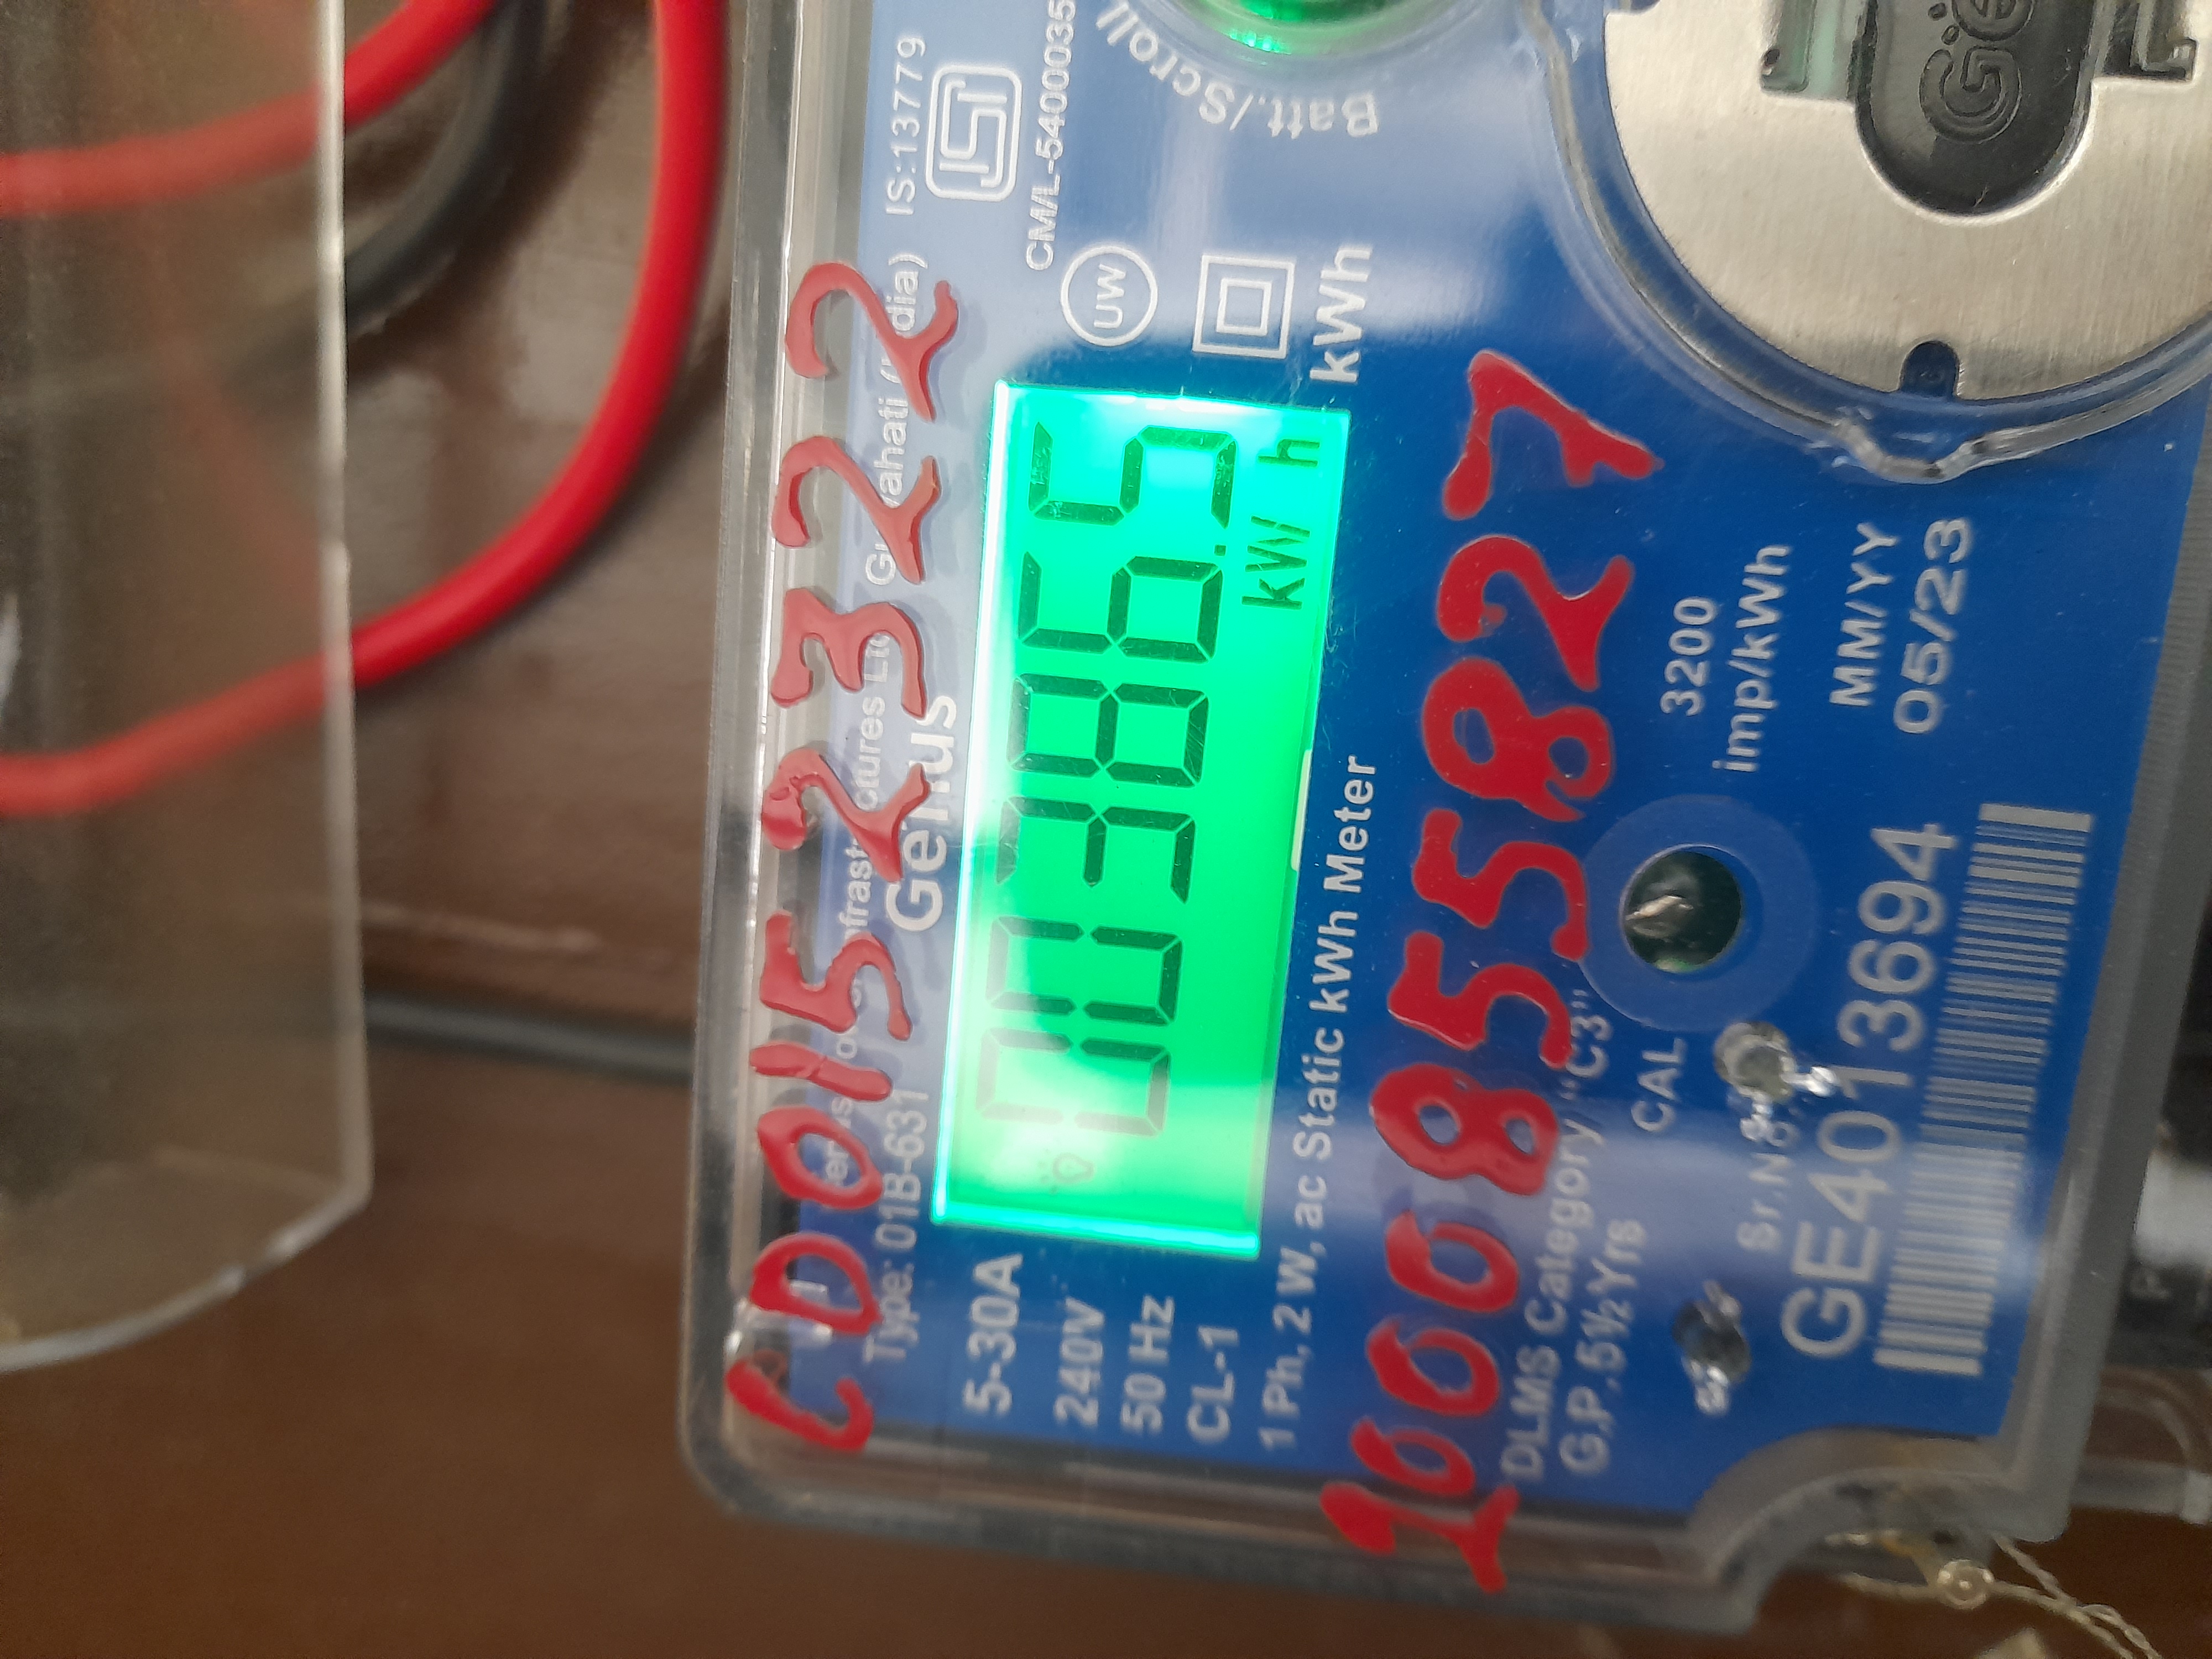 CD0152322
IS:13779
Type: 01B-631
Genus
CM/L-5400035
5-30A
240V
50 Hz
CL-1
00386.5
kWh
UW
kWh
Batt./Scroll
1 Ph, 2 W, ac Static kWh Meter
1000855827
DLMS Category "C3"
G.P.,5½Yrs
CAL
3200
imp/kWh
MM/YY
05/23
Sr.No.
GE4013694